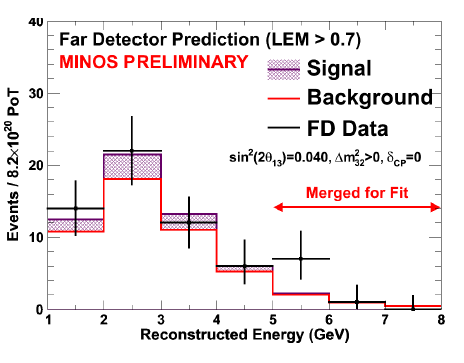 Far Detector Prediction (LEM > 0.7)
MINOS PRELIMINARY
Signal
Background
FD Data
sin²(2θ₁₃)=0.040, Δm²₃₂>0, δ_CP=0
Merged for Fit
Events / 8.2×10²⁰ PoT
40
30
20
10
0
1 2 3 4 5 6 7 8
Reconstructed Energy (GeV)